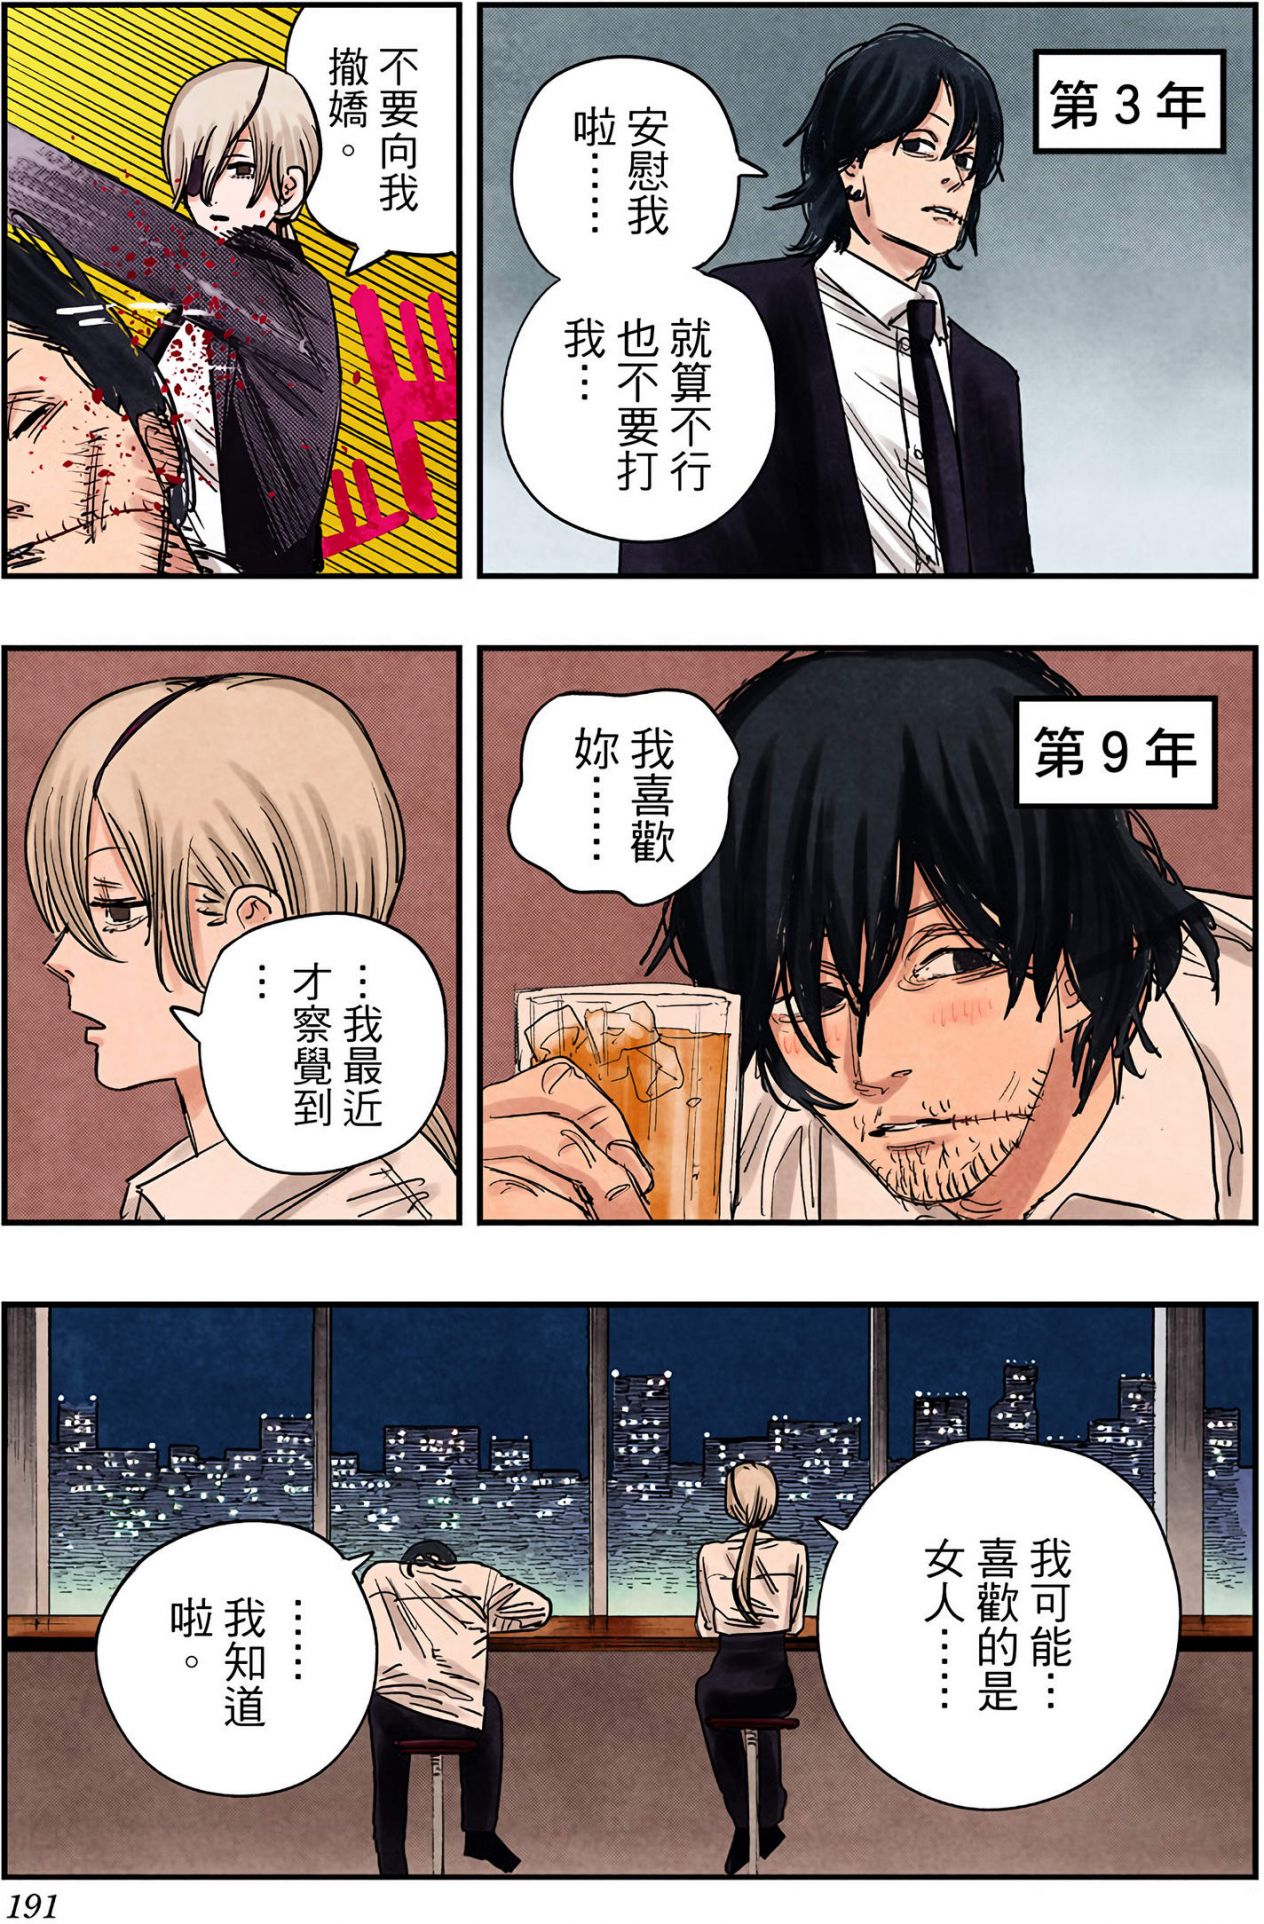 第3年
安慰我
啦⋯⋯
就算不行
也不要打
我⋯
不要向我
撤嬌。
第9年
我喜歡
妳⋯⋯
⋯我最近
才察覺到
⋯
我可能⋯
喜歡的是
女人⋯⋯
⋯⋯
我知道
啦。
191